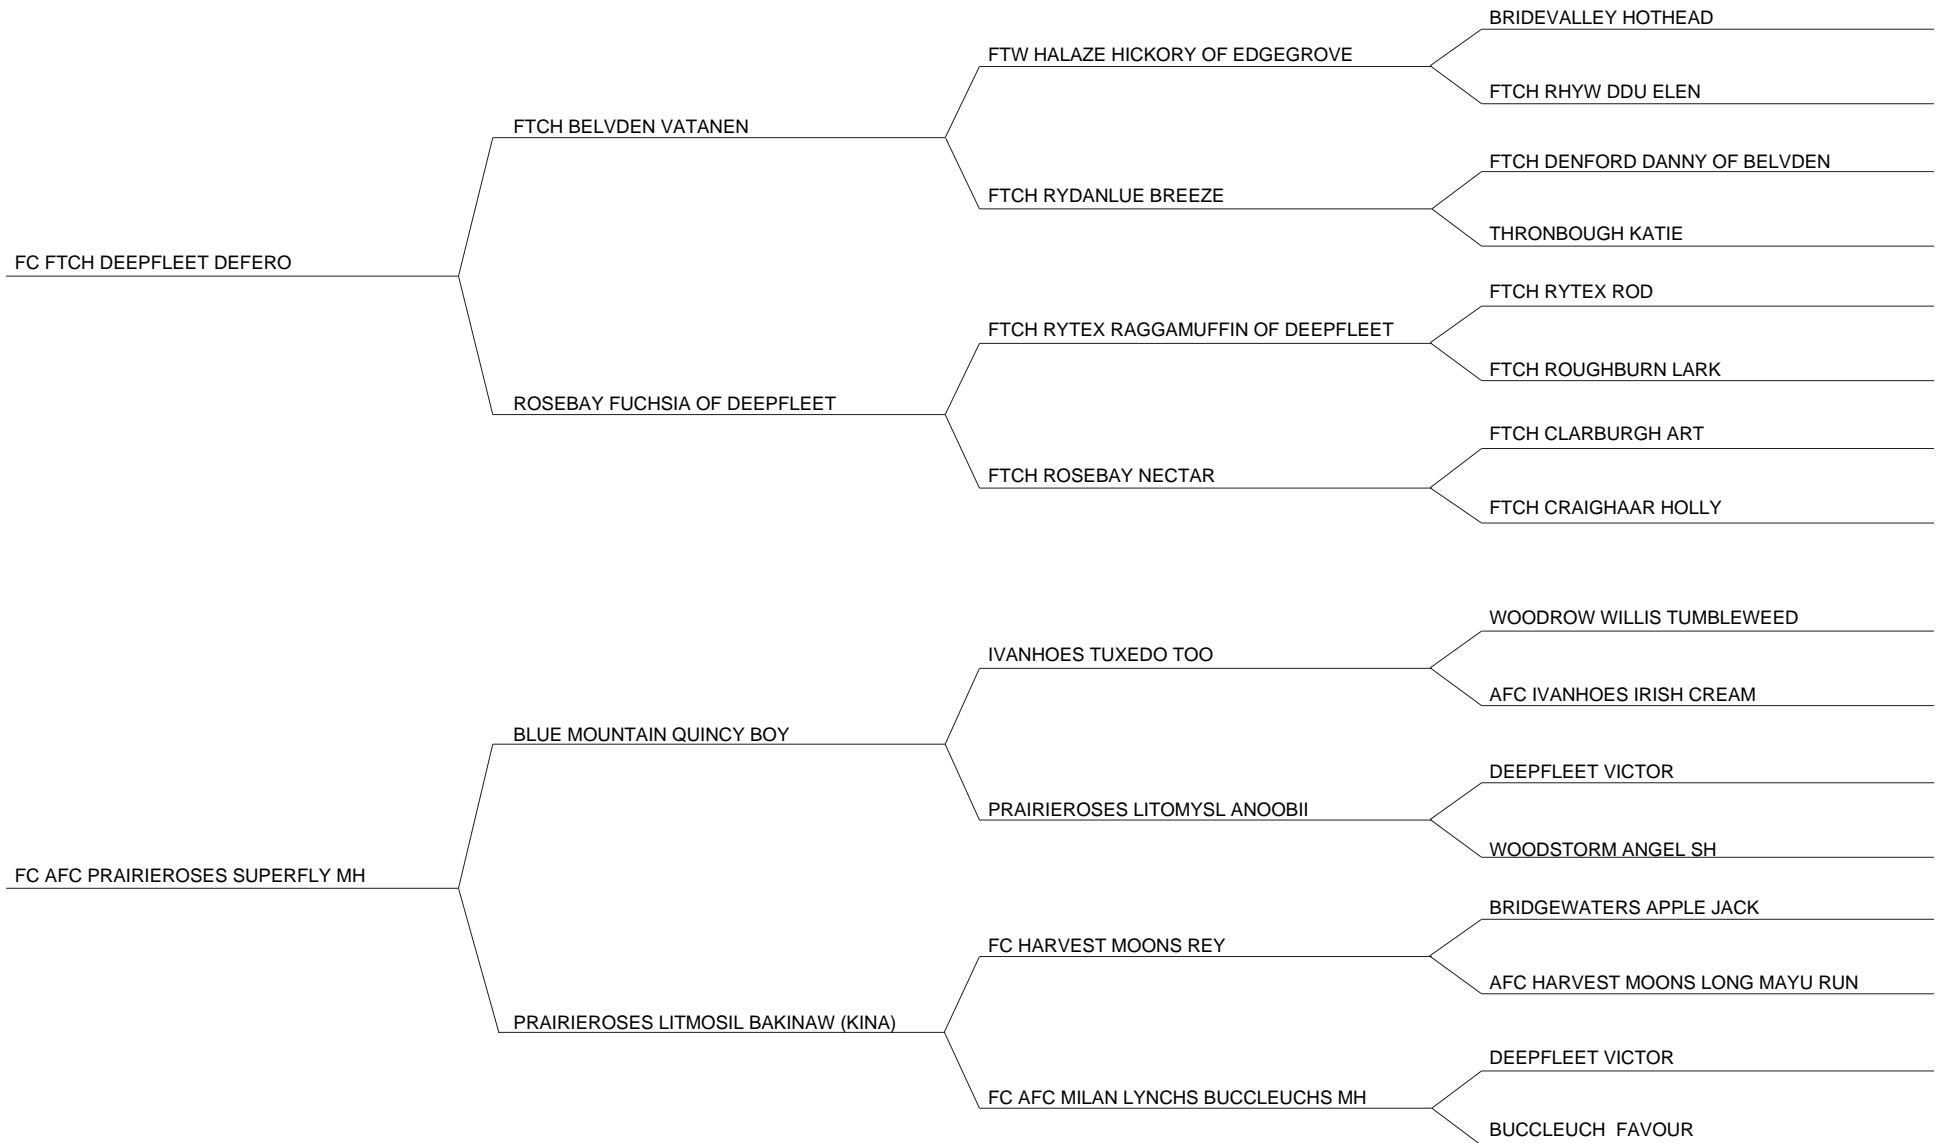 BRIDEVALLEY HOTHEAD
FTW HALAZE HICKORY OF EDGEGROVE
FTCH RHYW DDU ELEN
FTCH BELVDEN VATANEN
FTCH DENFORD DANNY OF BELVDEN
FTCH RYDANLUE BREEZE
THRONBOUGH KATIE
FC FTCH DEEPFLEET DEFERO
FTCH RYTEX ROD
FTCH RYTEX RAGGAMUFFIN OF DEEPFLEET
FTCH ROUGHBURN LARK
ROSEBAY FUCHSIA OF DEEPFLEET
FTCH CLARBURGH ART
FTCH ROSEBAY NECTAR
FTCH CRAIGHAAR HOLLY
WOODROW WILLIS TUMBLEWEED
IVANHOES TUXEDO TOO
AFC IVANHOES IRISH CREAM
BLUE MOUNTAIN QUINCY BOY
DEEPFLEET VICTOR
PRAIRIEROSES LITOMYSL ANOOBII
WOODSTORM ANGEL SH
FC AFC PRAIRIEROSES SUPERFLY MH
BRIDGEWATERS APPLE JACK
FC HARVEST MOONS REY
AFC HARVEST MOONS LONG MAYU RUN
PRAIRIEROSES LITMOSIL BAKINAW (KINA)
DEEPFLEET VICTOR
FC AFC MILAN LYNCHS BUCCLEUCHS MH
BUCCLEUCH  FAVOUR